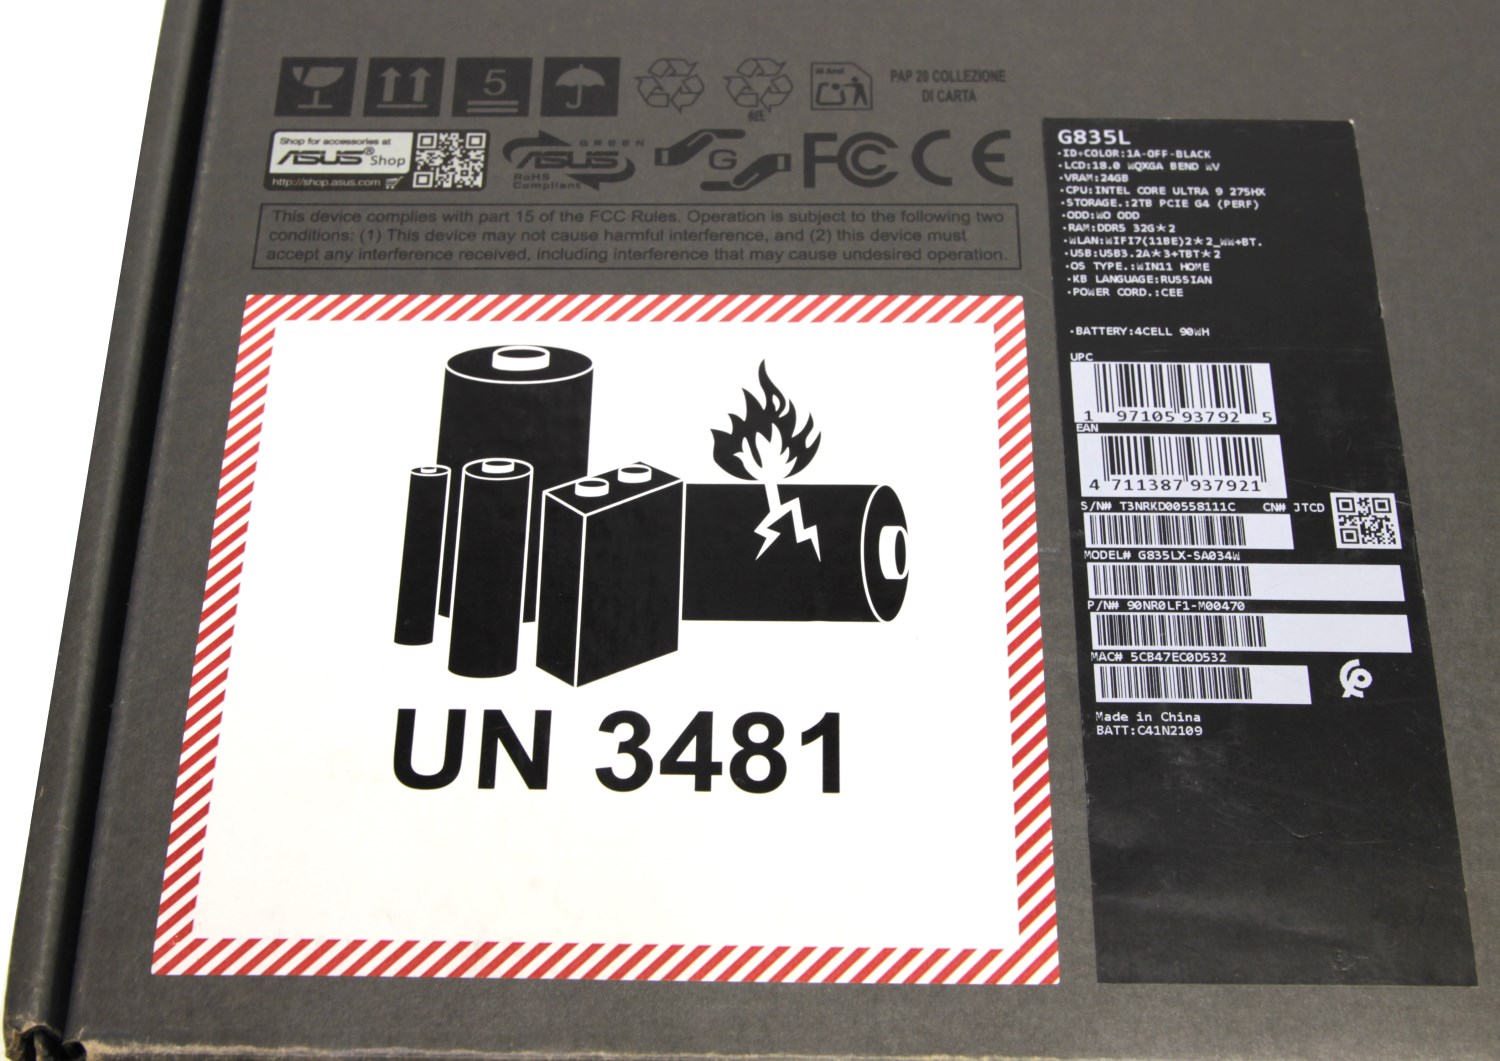 5
PAP 20 COLLEZIONE
DI CARTA
Shop for accessories at
ASUS® Shop
http://shop.asus.com
GREEN
ASUS
RoHS
Compliant
G
FC CE
This device complies with part 15 of the FCC Rules. Operation is subject to the following two
conditions: (1) This device may not cause harmful interference, and (2) this device must
accept any interference received, including interference that may cause undesired operation.
UN 3481
G835L
·ID+COLOR:1A-OFF-BLACK
·LCD:18.0 WQXGA BEND WV
·VRAM:24GB
·CPU:INTEL CORE ULTRA 9 275HX
·STORAGE.:2TB PCIE G4 (PERF)
·ODD:WO ODD
·RAM:DDR5 32G*2
·WLAN:WIFI7(11BE)2*2_WW+BT.
·USB:USB3.2A*3+TBT*2
·OS TYPE.:WIN11 HOME
·KB LANGUAGE:RUSSIAN
·POWER CORD.:CEE
·BATTERY:4CELL 90WH
UPC
1 97105 93792 5
EAN
4 711387 937921
S/N# T3NRKD00558111C CN# JTCD
MODEL# G835LX-SA034W
P/N# 90NR0LF1-M00470
MAC# 5CB47EC0D532
Made in China
BATT:C41N2109